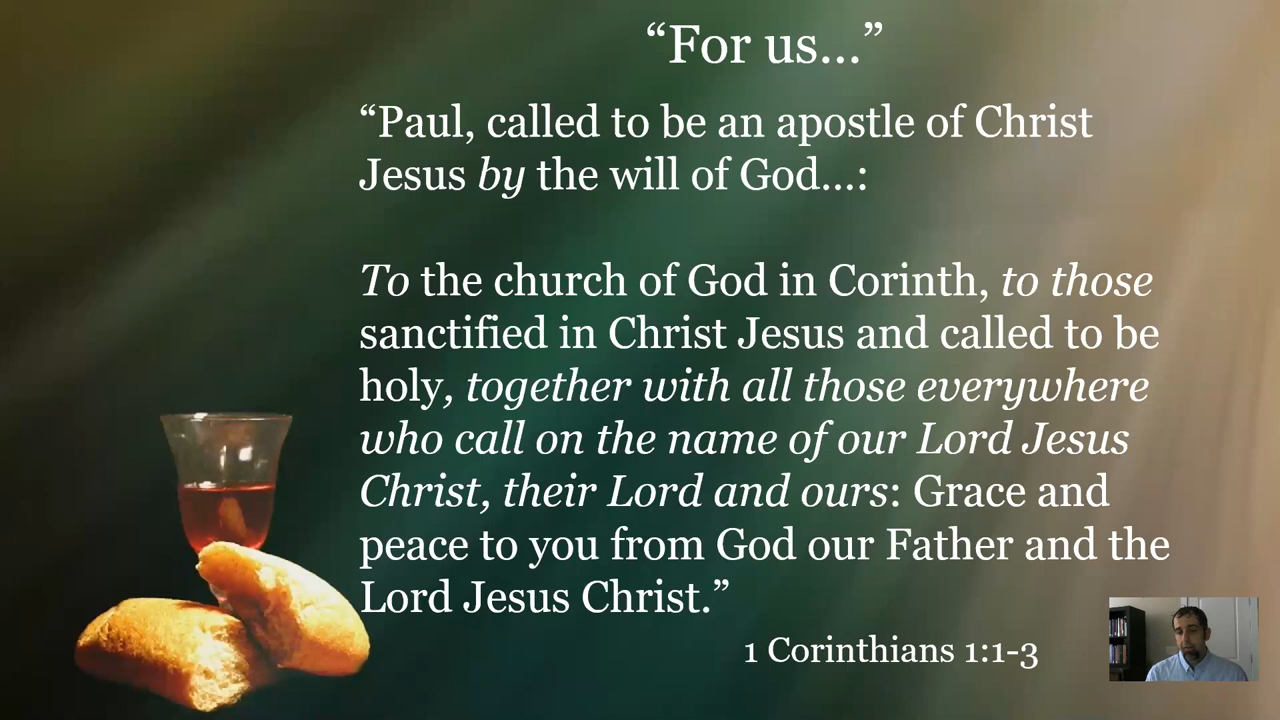 “For us...”
“Paul, called to be an apostle of Christ
Jesus by the will of God...:
To the church of God in Corinth, to those
sanctified in Christ Jesus and called to be
holy, together with all those everywhere
who call on the name of our Lord Jesus
Christ, their Lord and ours: Grace and
peace to you from God our Father and the
Lord Jesus Christ.”
1 Corinthians 1:1-3